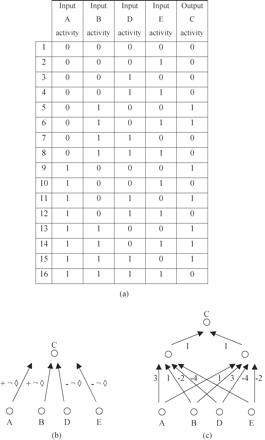 Input Input Input Input Output
A B D E C
activity activity activity activity activity
1 0 0 0 0 0
2 0 0 0 1 0
3 0 0 1 0 0
4 0 0 1 1 0
5 0 1 0 0 1
6 0 1 0 1 1
7 0 1 1 0 0
8 0 1 1 1 0
9 1 0 0 0 1
10 1 0 0 1 0
11 1 0 1 0 1
12 1 0 1 1 0
13 1 1 0 0 1
14 1 1 0 1 1
15 1 1 1 0 1
16 1 1 1 1 0
(a)
C
+¬◊ +¬◊ -¬◊ -¬◊
A B D E
(b)
C
1 1
3 1 -2 -4 1 3 -4 -2
A B D E
(c)